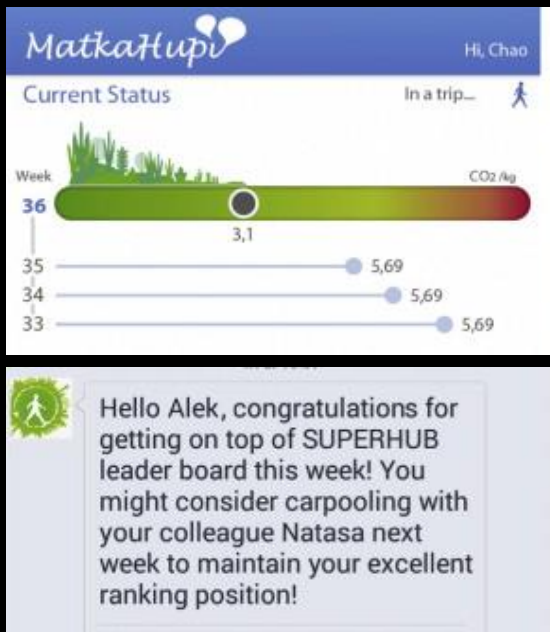 MatkaHupi
Hi, Chao
Current Status
In a trip...
Week
CO2 /kg
36
3,1
35 5,69
34 5,69
33 5,69
Hello Alek, congratulations for
getting on top of SUPERHUB
leader board this week! You
might consider carpooling with
your colleague Natasa next
week to maintain your excellent
ranking position!